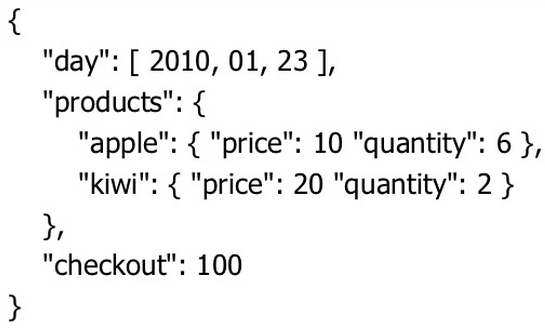 {
"day": [ 2010, 01, 23 ],
"products": {
"apple": { "price": 10 "quantity": 6 },
"kiwi": { "price": 20 "quantity": 2 }
},
"checkout": 100
}